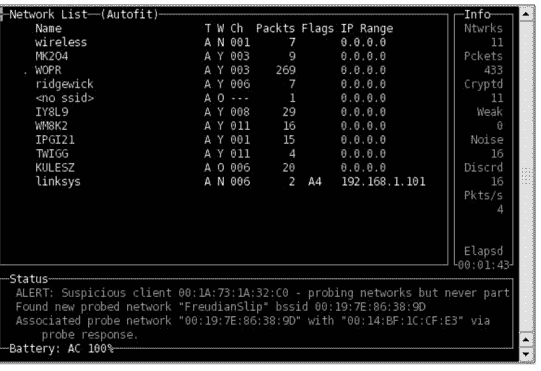 Network List—(Autofit)
Name T W Ch Packts Flags IP Range
wireless A N 001 7 0.0.0.0
MK2O4 A Y 003 9 0.0.0.0
. WOPR A Y 003 269 0.0.0.0
ridgewick A Y 006 7 0.0.0.0
<no ssid> A O --- 1 0.0.0.0
IY8L9 A Y 008 29 0.0.0.0
WM8K2 A Y 011 16 0.0.0.0
IPGI21 A Y 001 15 0.0.0.0
TWIGG A Y 011 4 0.0.0.0
KULESZ A O 006 20 0.0.0.0
linksys A N 006 2 A4 192.168.1.101
Info
Ntwrks
11
Pckets
433
Cryptd
11
Weak
0
Noise
16
Discrd
16
Pkts/s
4
Elapsd
00:01:43
Status
ALERT: Suspicious client 00:1A:73:1A:32:C0 - probing networks but never part
Found new probed network "FreudianSlip" bssid 00:19:7E:86:38:9D
Associated probe network "00:19:7E:86:38:9D" with "00:14:BF:1C:CF:E3" via
probe response.
Battery: AC 100%